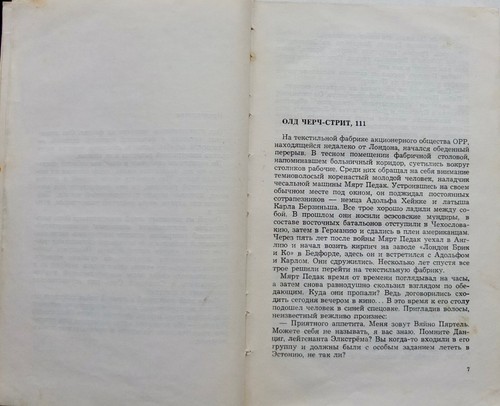 ОЛД ЧЕРЧ-СТРИТ, 111
На текстильной фабрике акционерного общества ОРР,
находящейся недалеко от Лондона, начался обеденный
перерыв. В тесном помещении фабричной столовой,
напоминавшем больничный коридор, суетились вокруг
столиков рабочие. Среди них обращал на себя внимание
темноволосый коренастый молодой человек, наладчик
чесальной машины Мярт Педак. Устроившись на своем
обычном месте под окном, он поджидал постоянных
сотрапезников — немца Адольфа Хейнке и латыша
Карла Берзиньша. Все трое хорошо ладили между со-
бой. В прошлом они носили эсэсовские мундиры, в
составе восточных батальонов отступили в Чехослова-
кию, затем в Германию и сдались в плен американцам.
Через пять лет после войны Мярт Педак уехал в Анг-
лию и начал возить кирпич на заводе «Лондон Брик
и Ко» в Бедфорде, здесь он и встретился с Адольфом
и Карлом. Они сдружились. Несколько лет спустя все
трое решили перейти на текстильную фабрику.
Мярт Педак время от времени поглядывал на часы,
а затем снова равнодушно скользил взглядом по обе-
дающим. Куда они пропали? Ведь договорились схо-
дить сегодня вечером в кино... В это время к его столу
подошел человек в синей спецовке. Пригладив волосы,
неизвестный вежливо произнес:
— Приятного аппетита. Меня зовут Вяйно Партель.
Можете себя не называть, я вас знаю. Помните Дан-
циг, лейтенанта Элкстрёма? Вы когда-то входили в его
группу и должны были с особым заданием лететь в
Эстонию, не так ли?
7